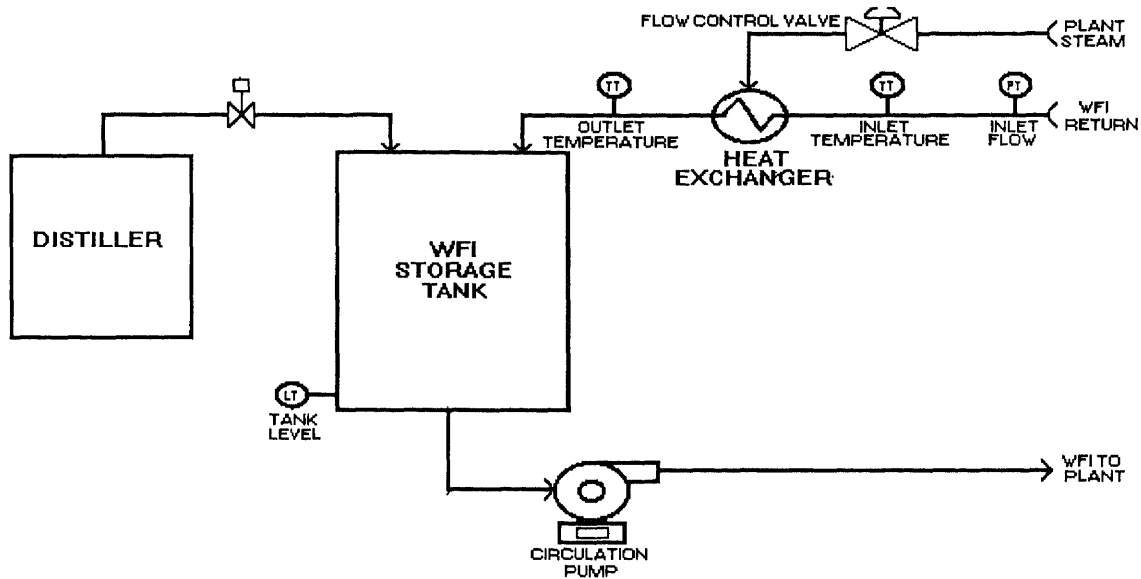 FLOW CONTROL VALVE
PLANT
STEAM
TT
TT
FT
OUTLET
TEMPERATURE
INLET
TEMPERATURE
INLET
FLOW
WFI
RETURN
HEAT
EXCHANGER
DISTILLER
WFI
STORAGE
TANK
LT
TANK
LEVEL
WFI TO
PLANT
CIRCULATION
PUMP